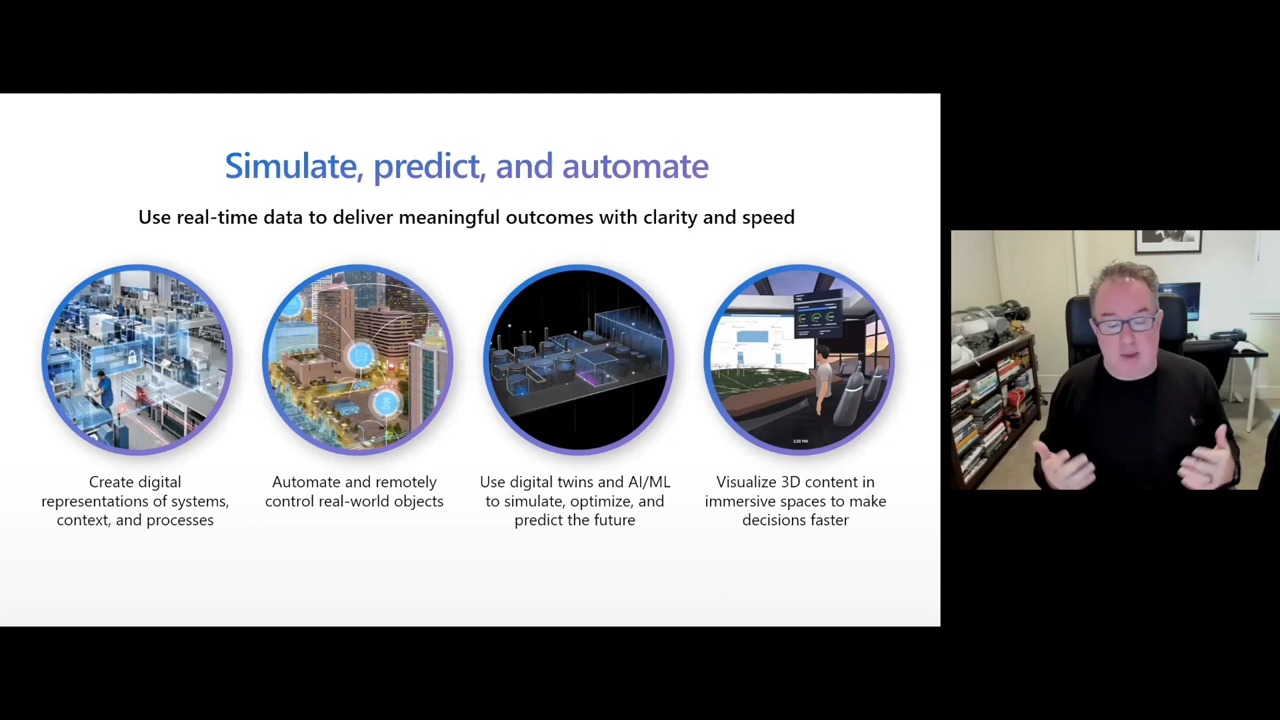 Simulate, predict, and automate
Use real-time data to deliver meaningful outcomes with clarity and speed
Create digital
representations of systems,
context, and processes
Automate and remotely
control real-world objects
Use digital twins and AI/ML
to simulate, optimize, and
predict the future
Visualize 3D content in
immersive spaces to make
decisions faster